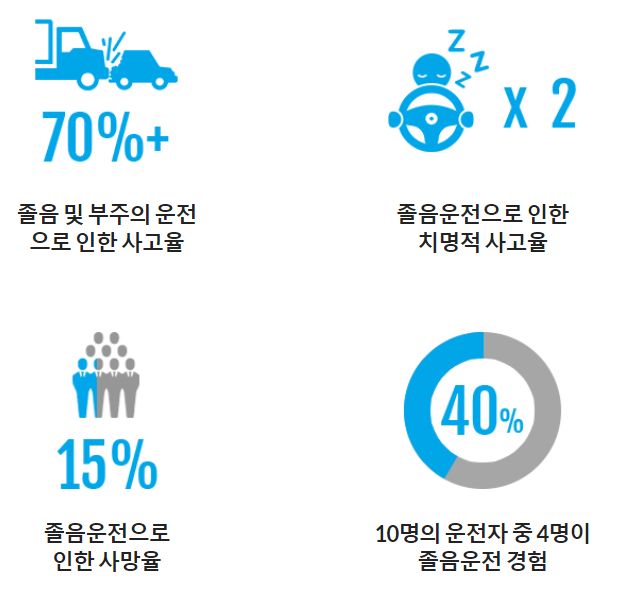 70%+
졸음 및 부주의 운전
으로 인한 사고율
z
z
z
x 2
졸음운전으로 인한
치명적 사고율
15%
졸음운전으로
인한 사망율
40%
10명의 운전자 중 4명이
졸음운전 경험